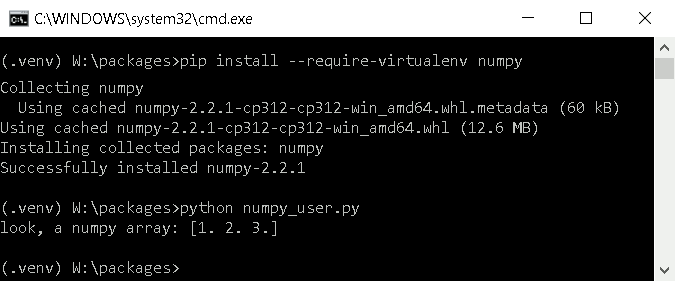 C:\WINDOWS\system32\cmd.exe
(.venv) W:\packages>pip install --require-virtualenv numpy
Collecting numpy
  Using cached numpy-2.2.1-cp312-cp312-win_amd64.whl.metadata (60 kB)
Using cached numpy-2.2.1-cp312-cp312-win_amd64.whl (12.6 MB)
Installing collected packages: numpy
Successfully installed numpy-2.2.1
(.venv) W:\packages>python numpy_user.py
look, a numpy array: [1. 2. 3.]
(.venv) W:\packages>